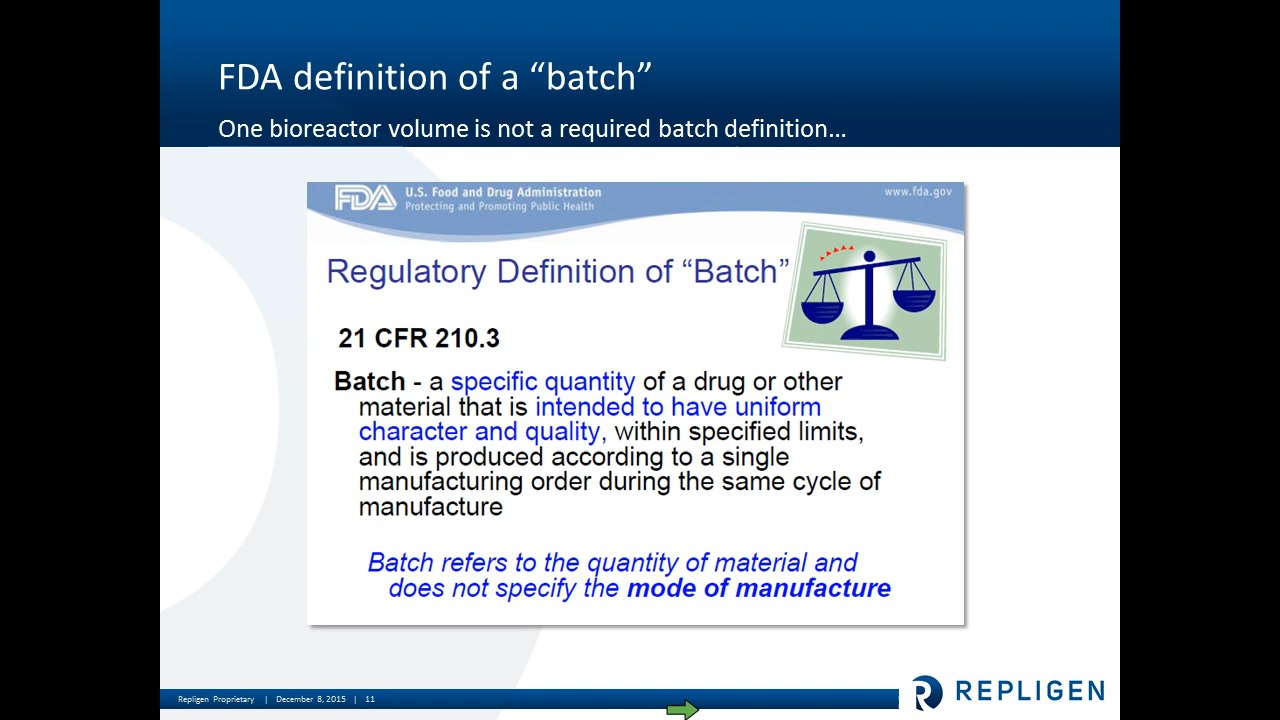 FDA definition of a “batch”
One bioreactor volume is not a required batch definition…
FDA U.S. Food and Drug Administration
Protecting and Promoting Public Health
www.fda.gov
Regulatory Definition of “Batch”
21 CFR 210.3
Batch - a specific quantity of a drug or other
material that is intended to have uniform
character and quality, within specified limits,
and is produced according to a single
manufacturing order during the same cycle of
manufacture
Batch refers to the quantity of material and
does not specify the mode of manufacture
Repligen Proprietary | December 8, 2015 | 11
REPLIGEN